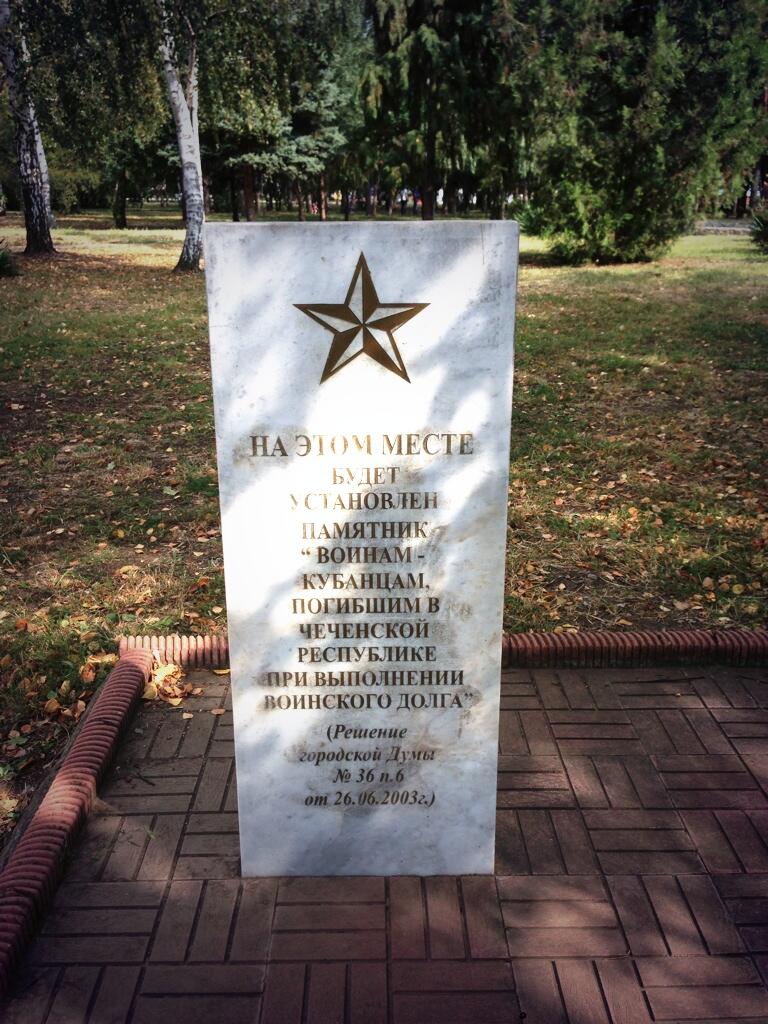 НА ЭТОМ МЕСТЕ
БУДЕТ
УСТАНОВЛЕН
ПАМЯТНИК
“ ВОИНАМ -
КУБАНЦАМ,
ПОГИБШИМ В
ЧЕЧЕНСКОЙ
РЕСПУБЛИКЕ
ПРИ ВЫПОЛНЕНИИ
ВОИНСКОГО ДОЛГА”
(Решение
городской Думы
№ 36 п.6
от 26.06.2003г.)